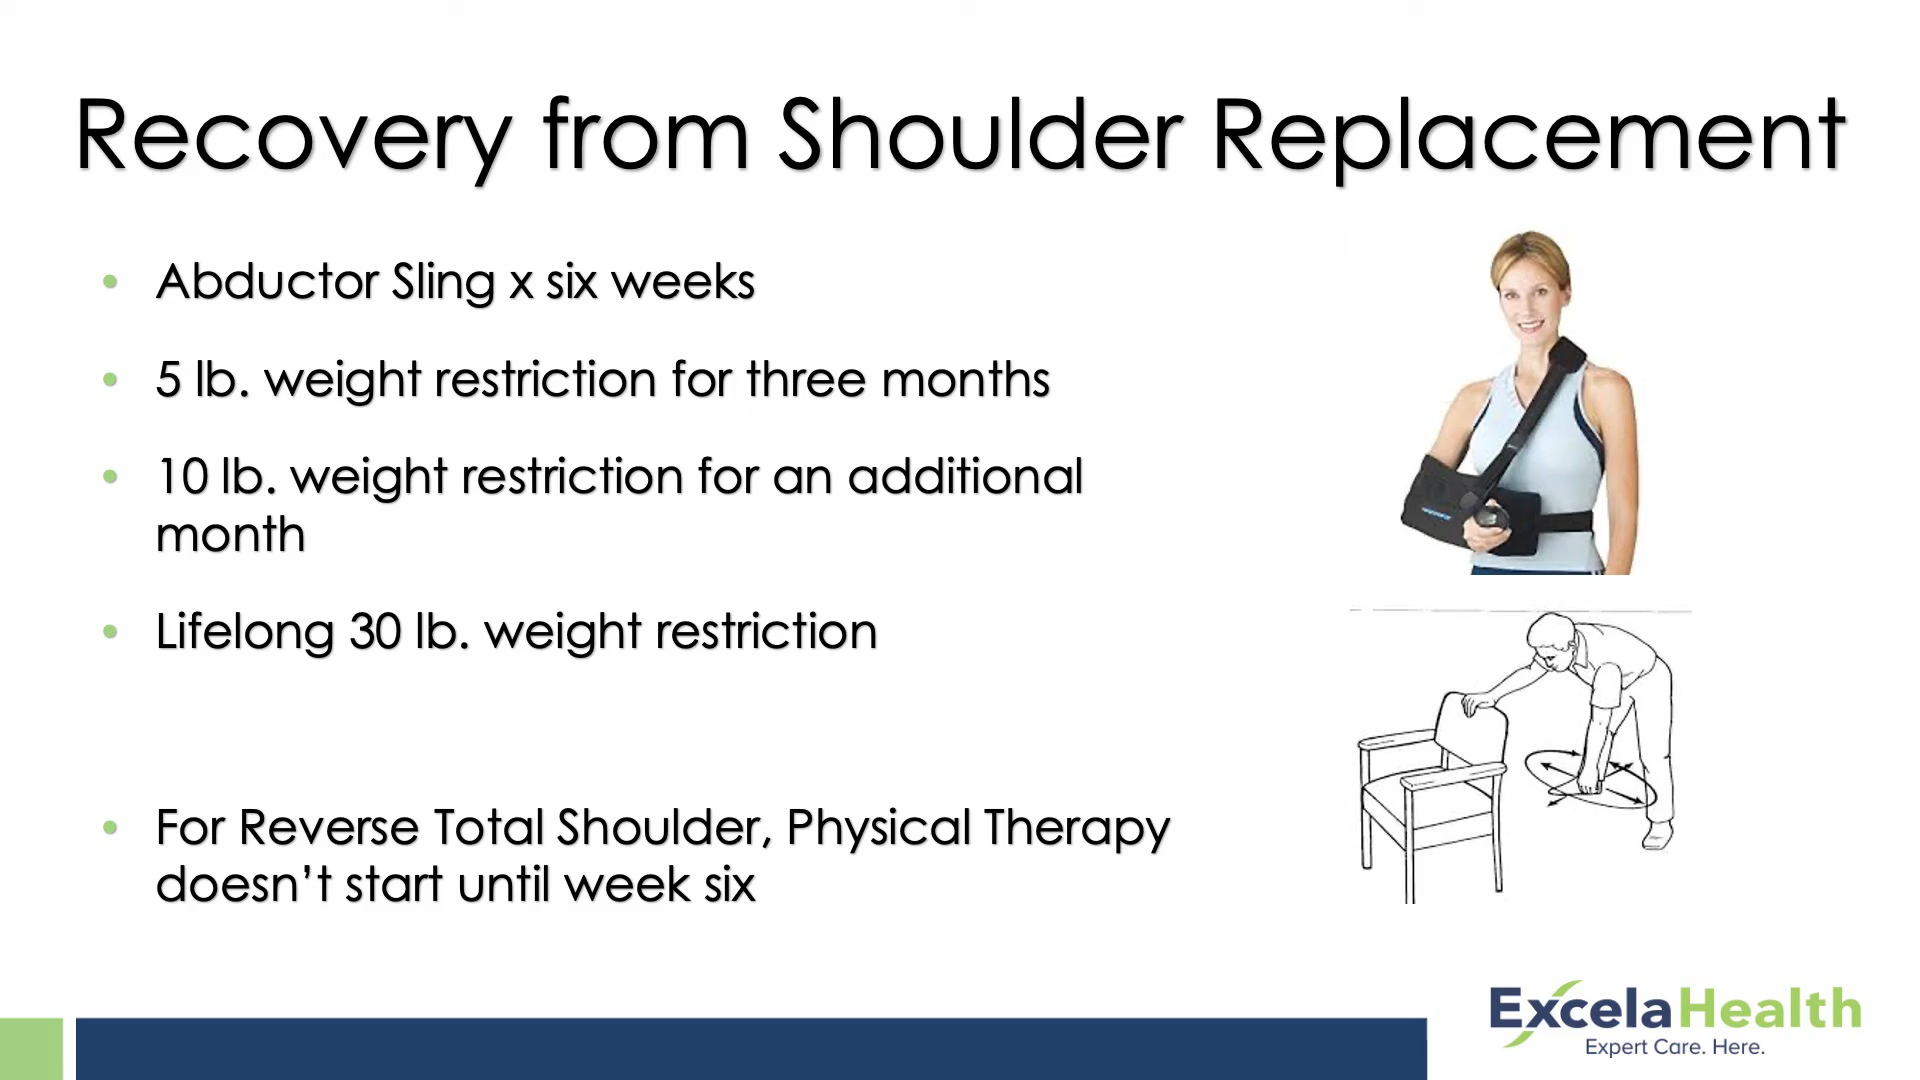 Recovery from Shoulder Replacement
• Abductor Sling x six weeks
• 5 lb. weight restriction for three months
• 10 lb. weight restriction for an additional
month
• Lifelong 30 lb. weight restriction
• For Reverse Total Shoulder, Physical Therapy
doesn’t start until week six
ExcelaHealth
Expert Care. Here.